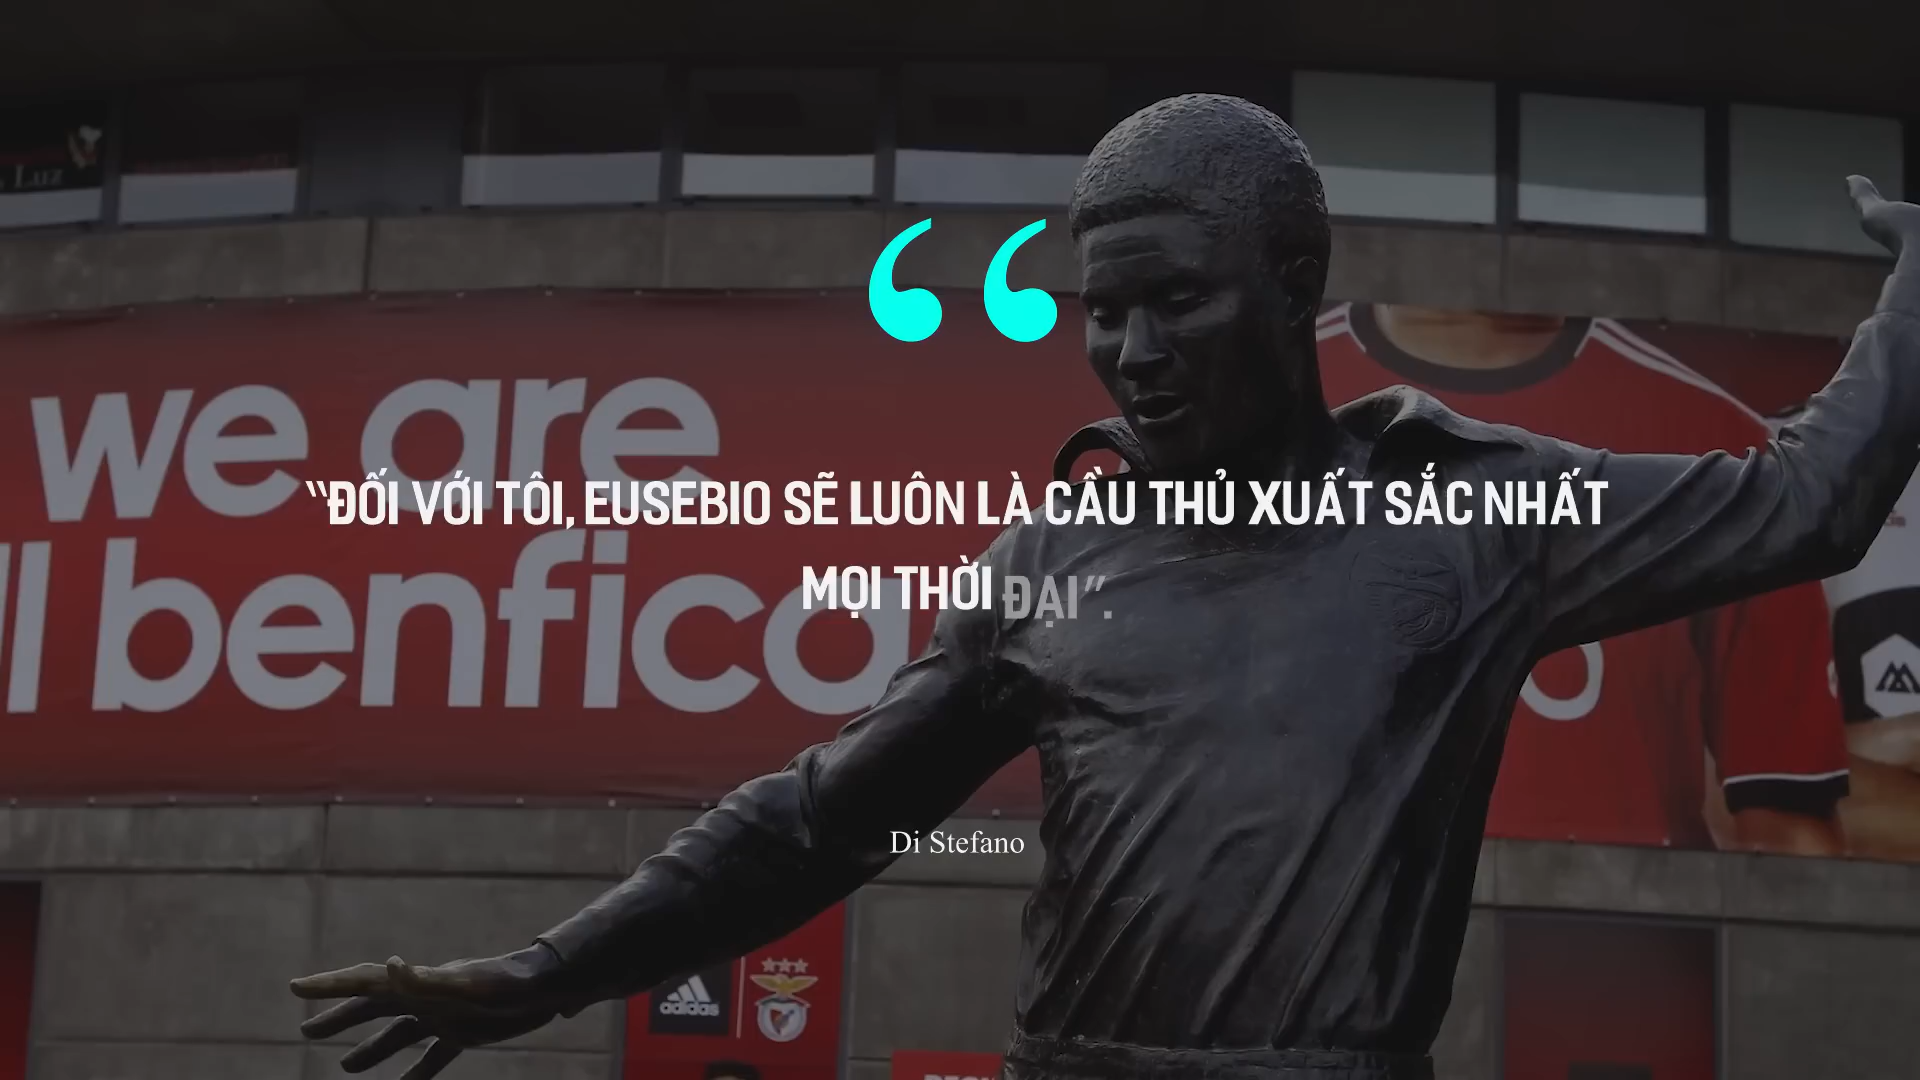 Luz
we are
“ĐỐI VỚI TÔI, EUSEBIO SẼ LUÔN LÀ CẦU THỦ XUẤT SẮC NHẤT
MỌI THỜI ĐẠI”.
benfica
Di Stefano
adidas